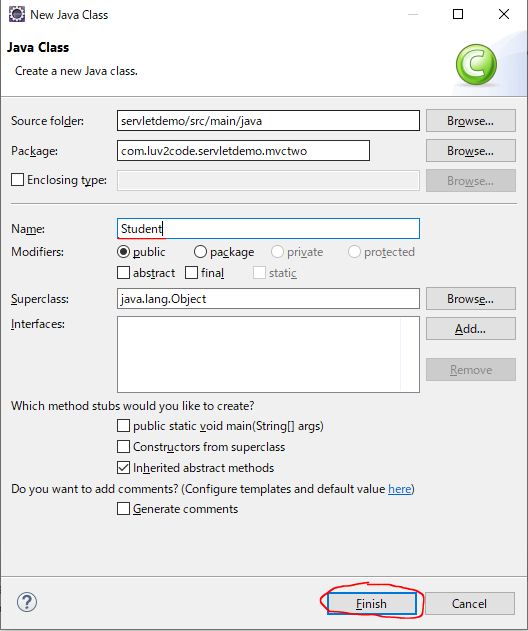 New Java Class
Java Class
Create a new Java class.
C
Source folder: servletdemo/src/main/java Browse...
Package: com.luv2code.servletdemo.mvctwo Browse...
Enclosing type: Browse...
Name: Student
Modifiers: public package private protected
abstract final static
Superclass: java.lang.Object Browse...
Interfaces: Add...
Remove
Which method stubs would you like to create?
public static void main(String[] args)
Constructors from superclass
Inherited abstract methods
Do you want to add comments? (Configure templates and default value here)
Generate comments
? Finish Cancel